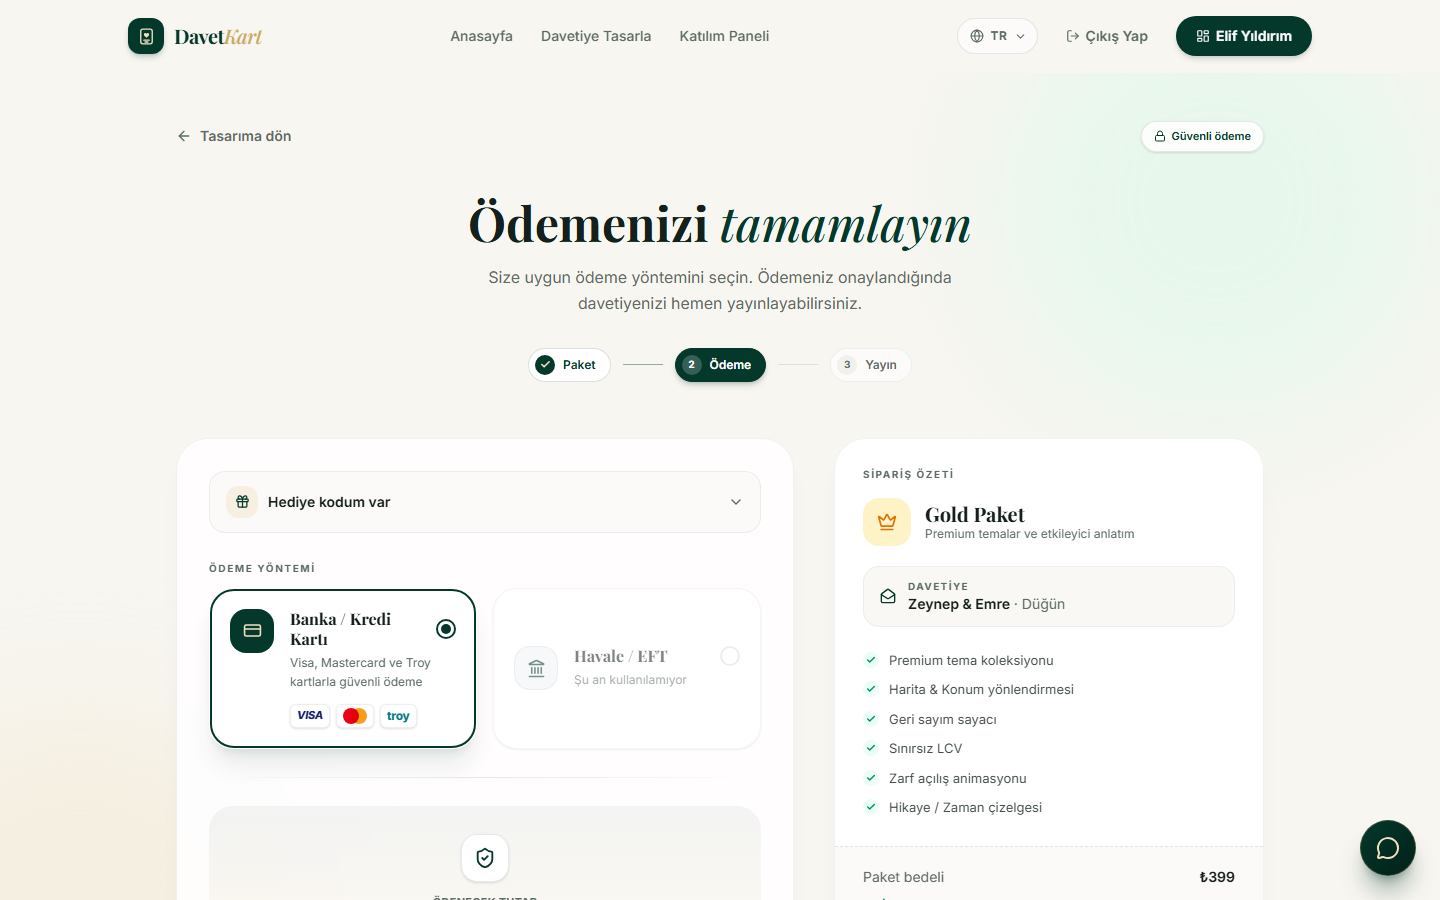 DavetKart
Anasayfa
Davetiye Tasarla
Katılım Paneli
TR
Çıkış Yap
Elif Yıldırım
Tasarıma dön
Güvenli ödeme
Ödemenizi tamamlayın
Size uygun ödeme yöntemini seçin. Ödemeniz onaylandığında
davetiyenizi hemen yayınlayabilirsiniz.
Paket
2 Ödeme
3 Yayın
Hediye kodum var
ÖDEME YÖNTEMİ
Banka / Kredi
Kartı
Visa, Mastercard ve Troy
kartlarla güvenli ödeme
VISA
troy
Havale / EFT
Şu an kullanılamıyor
SİPARİŞ ÖZETİ
Gold Paket
Premium temalar ve etkileyici anlatım
DAVETİYE
Zeynep & Emre · Düğün
Premium tema koleksiyonu
Harita & Konum yönlendirmesi
Geri sayım sayacı
Sınırsız LCV
Zarf açılış animasyonu
Hikaye / Zaman çizelgesi
Paket bedeli
₺399